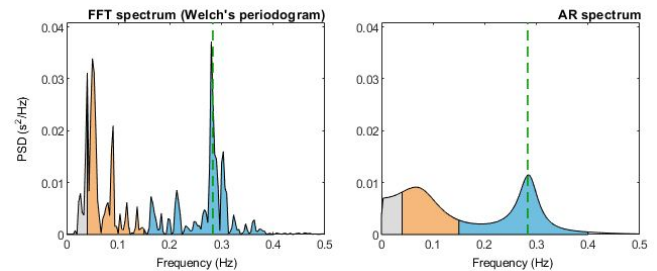 FFT spectrum (Welch's periodogram)
AR spectrum
PSD (s²/Hz)
0.04
0.03
0.02
0.01
0
0 0.1 0.2 0.3 0.4 0.5
Frequency (Hz)
0.04
0.03
0.02
0.01
0
0 0.1 0.2 0.3 0.4 0.5
Frequency (Hz)